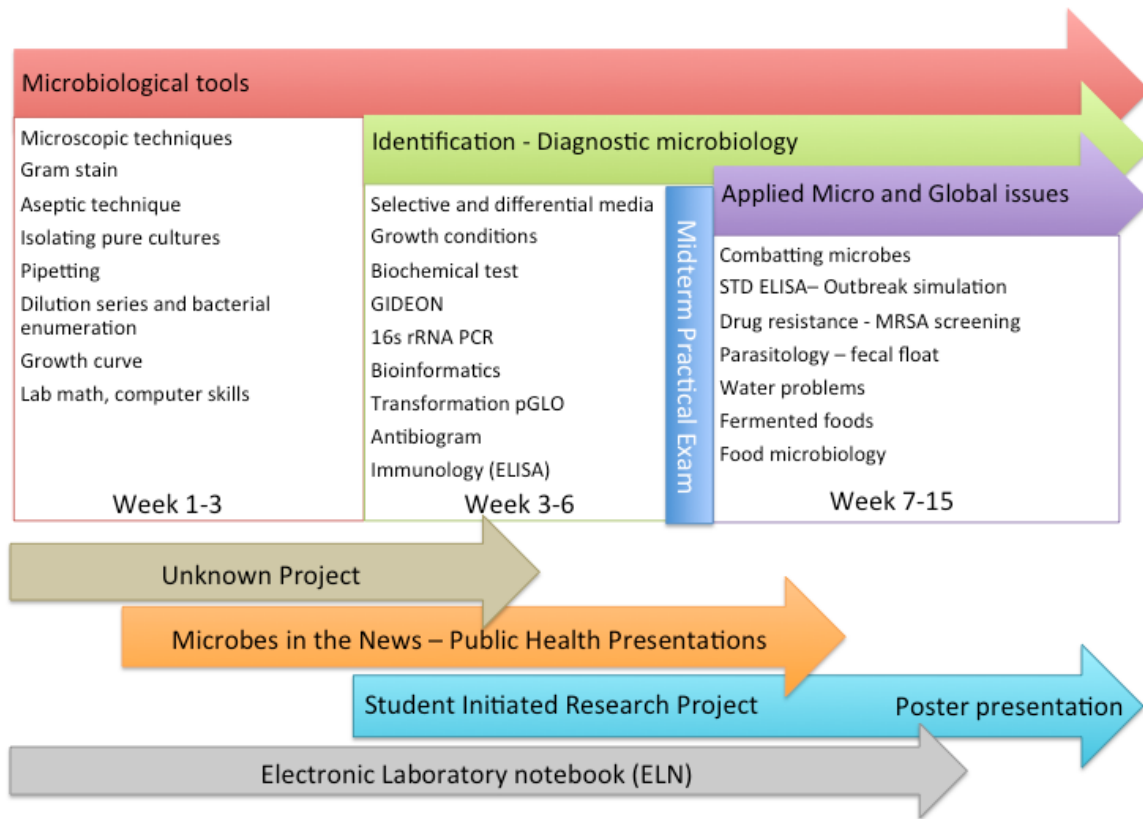 Microbiological tools
Microscopic techniques
Gram stain
Aseptic technique
Isolating pure cultures
Pipetting
Dilution series and bacterial
enumeration
Growth curve
Lab math, computer skills
Week 1-3
Identification - Diagnostic microbiology
Selective and differential media
Growth conditions
Biochemical test
GIDEON
16s rRNA PCR
Bioinformatics
Transformation pGLO
Antibiogram
Immunology (ELISA)
Week 3-6
Midterm Practical Exam
Applied Micro and Global issues
Combatting microbes
STD ELISA– Outbreak simulation
Drug resistance - MRSA screening
Parasitology – fecal float
Water problems
Fermented foods
Food microbiology
Week 7-15
Unknown Project
Microbes in the News – Public Health Presentations
Student Initiated Research Project
Poster presentation
Electronic Laboratory notebook (ELN)